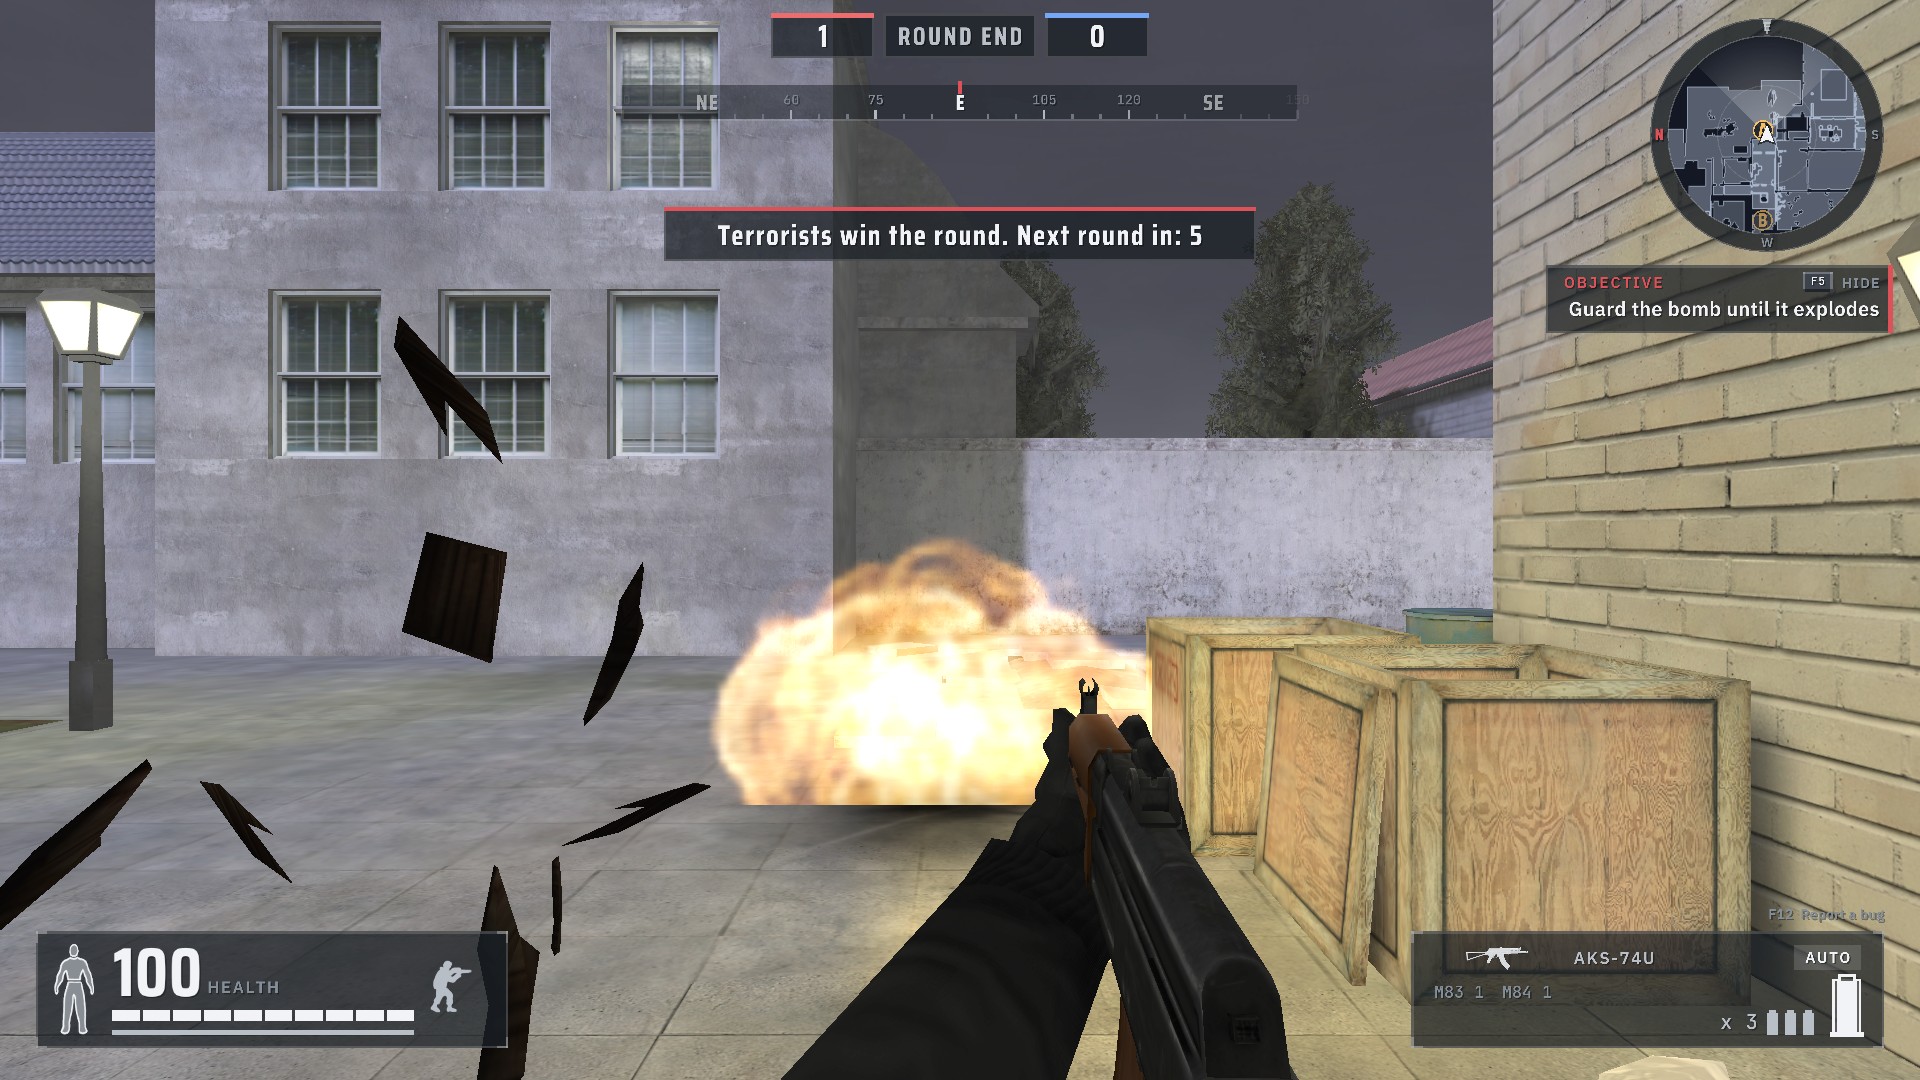 1 ROUND END 0
NE 60 75 E 105 120 SE 150
Terrorists win the round. Next round in: 5
N S W
A
B
OBJECTIVE F5 HIDE
Guard the bomb until it explodes
F12 Report a bug
100 HEALTH
AKS-74U AUTO
M83 1 M84 1
x 3